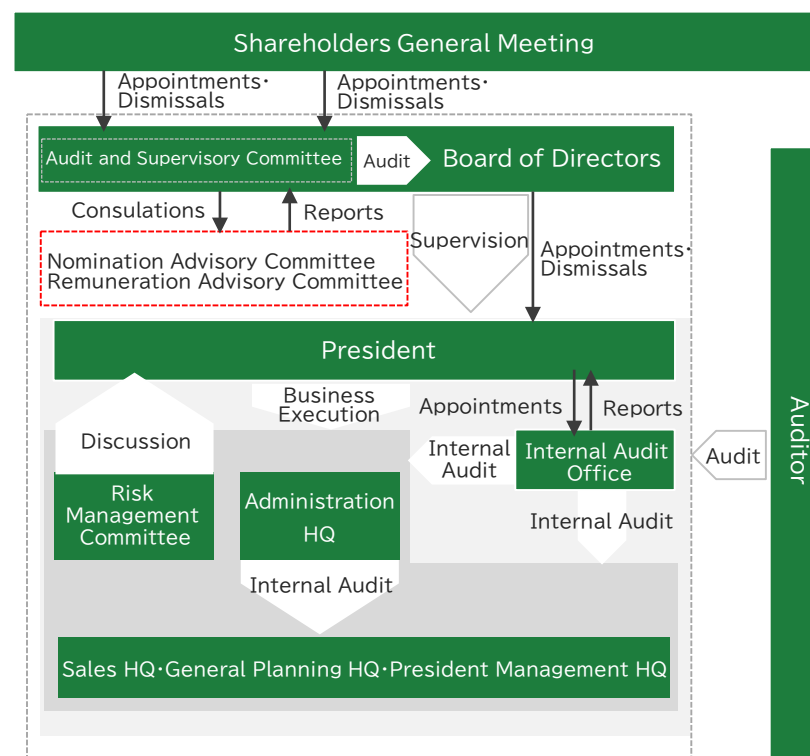 Shareholders General Meeting
Appointments･
Dismissals
Appointments･
Dismissals
Audit and Supervisory Committee
Audit
Board of Directors
Consulations
Reports
Supervision
Appointments･
Dismissals
Nomination Advisory Committee
Remuneration Advisory Committee
President
Business
Execution
Appointments
Reports
Discussion
Internal
Audit
Internal Audit
Office
Audit
Auditor
Risk
Management
Committee
Administration
HQ
Internal Audit
Internal Audit
Sales HQ･General Planning HQ･President Management HQ